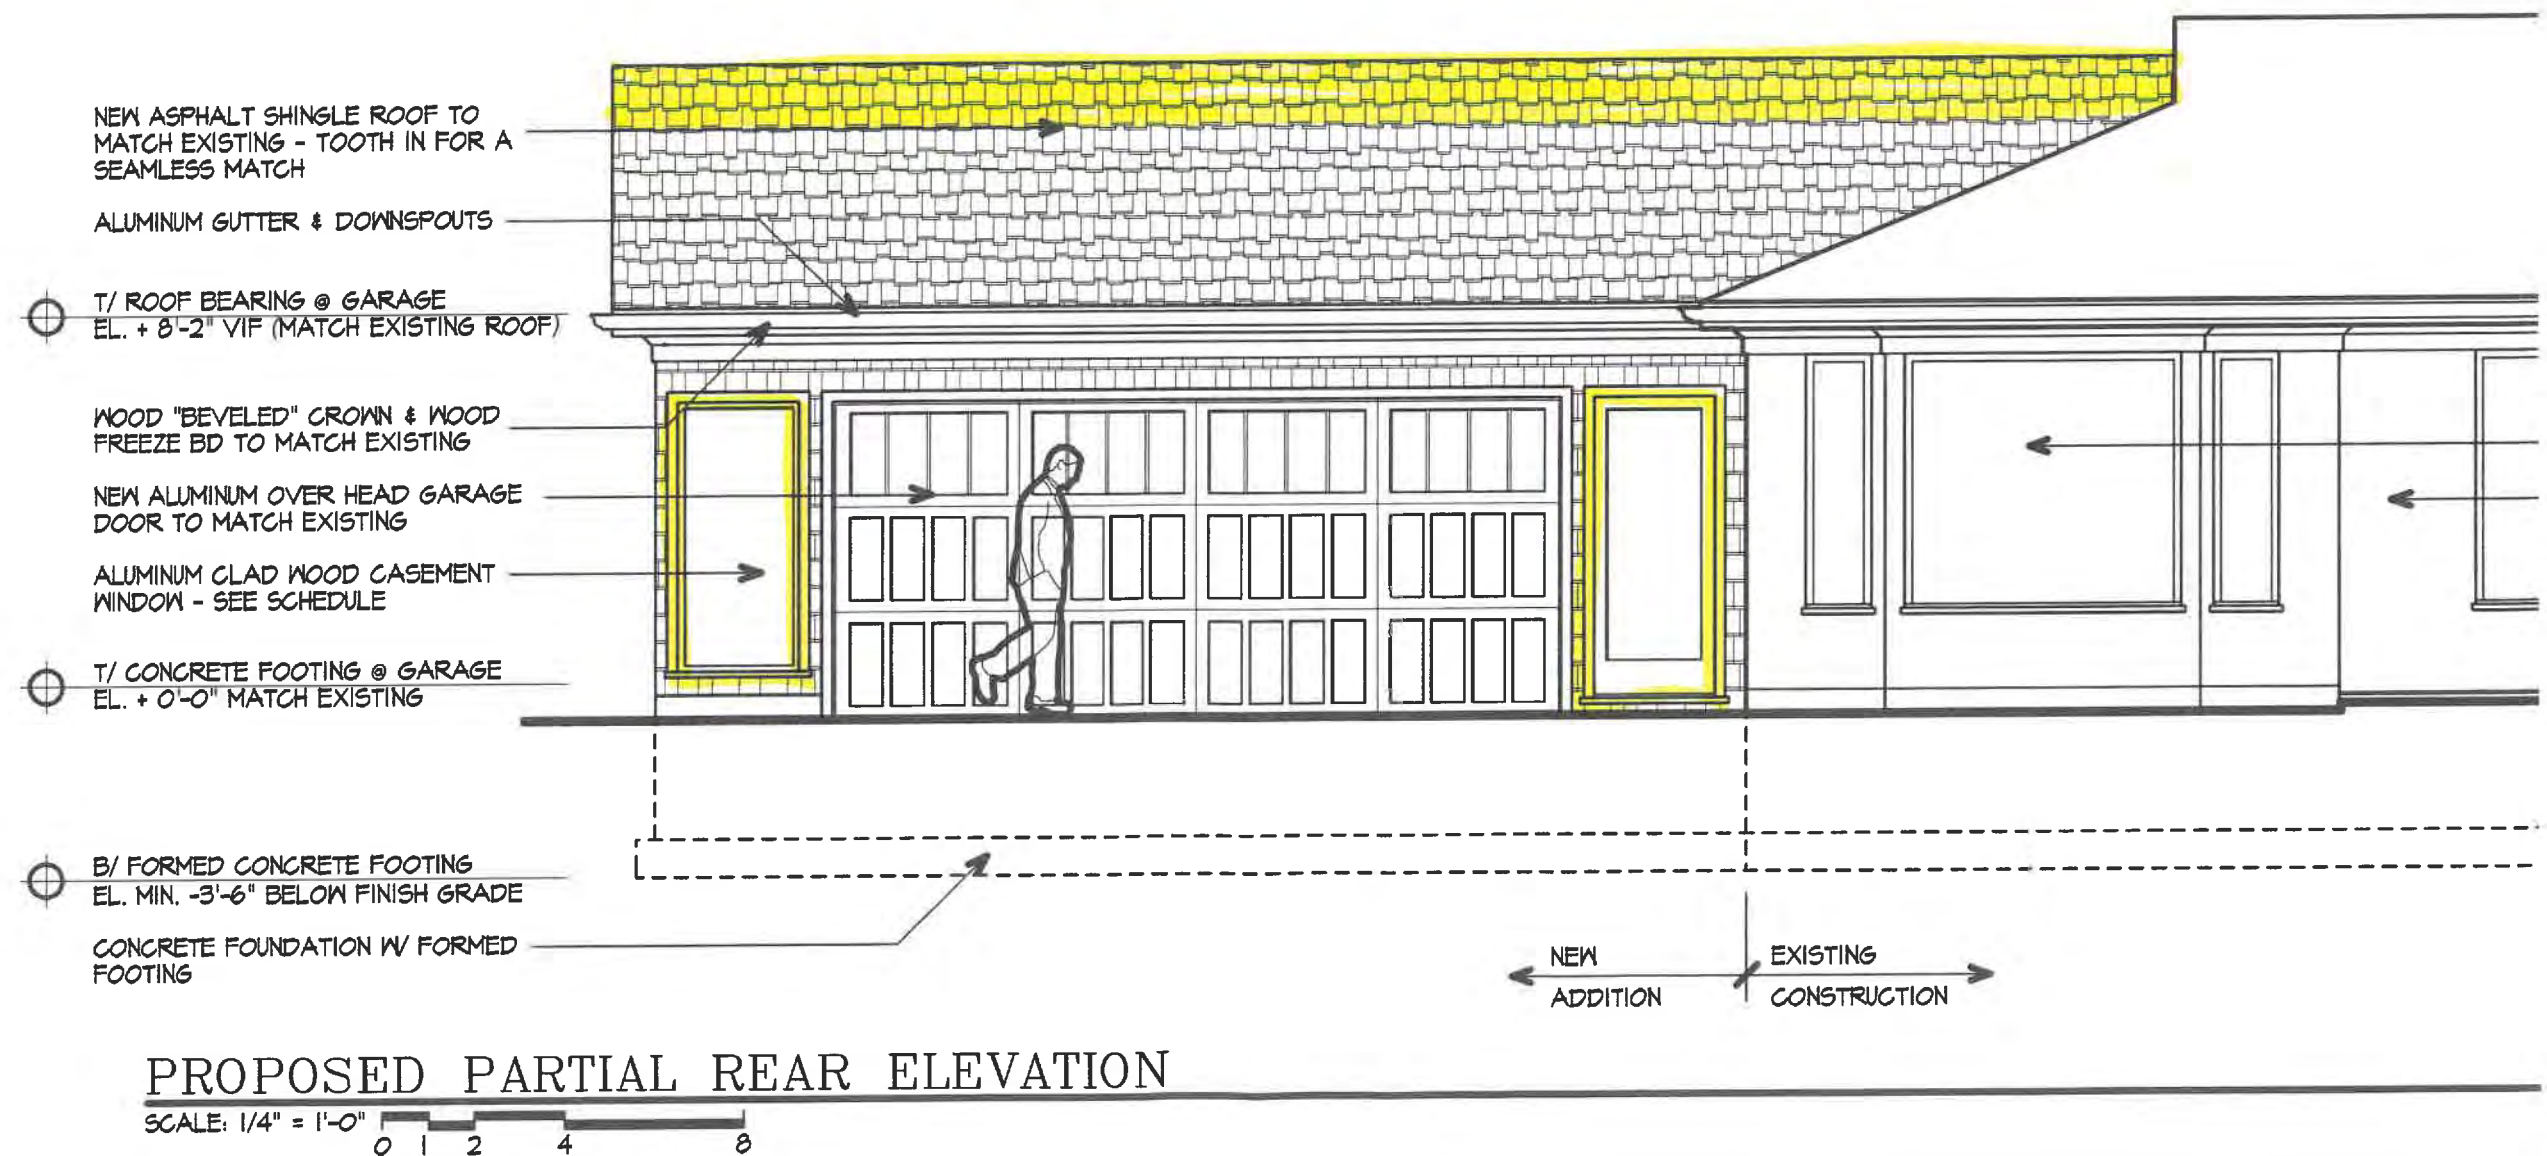 NEW ASPHALT SHINGLE ROOF TO
MATCH EXISTING - TOOTH IN FOR A
SEAMLESS MATCH
ALUMINUM GUTTER & DOWNSPOUTS
T/ ROOF BEARING @ GARAGE
EL. + 8'-2" VIF (MATCH EXISTING ROOF)
WOOD "BEVELED" CROWN & WOOD
FREEZE BD TO MATCH EXISTING
NEW ALUMINUM OVER HEAD GARAGE
DOOR TO MATCH EXISTING
ALUMINUM CLAD WOOD CASEMENT
WINDOW - SEE SCHEDULE
T/ CONCRETE FOOTING @ GARAGE
EL. + 0'-0" MATCH EXISTING
B/ FORMED CONCRETE FOOTING
EL. MIN. -3'-6" BELOW FINISH GRADE
CONCRETE FOUNDATION W/ FORMED
FOOTING
NEW
ADDITION
EXISTING
CONSTRUCTION
PROPOSED PARTIAL REAR ELEVATION
SCALE: 1/4" = 1'-0"
0 1 2 4 8